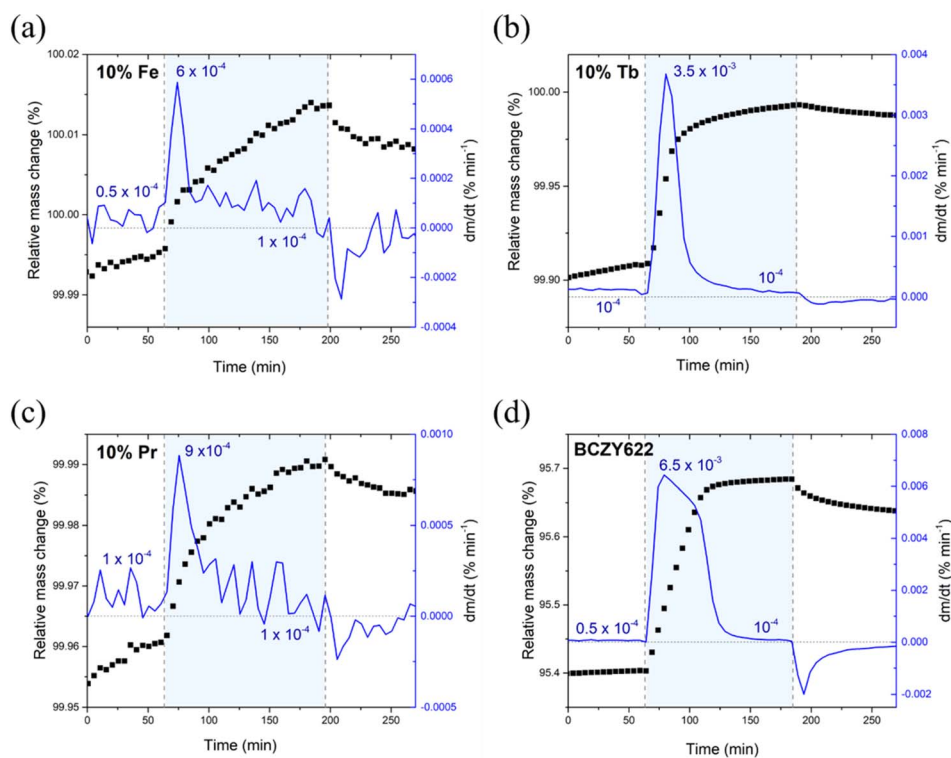 (a)
10% Fe
6 x 10⁻⁴
0.5 x 10⁻⁴
1 x 10⁻⁴
100.02
100.01
100.00
99.99
Relative mass change (%)
0.0006
0.0004
0.0002
0.0000
-0.0002
-0.0004
dm/dt (% min⁻¹)
0 50 100 150 200 250
Time (min)
(b)
10% Tb
3.5 x 10⁻³
10⁻⁴
10⁻⁴
100.00
99.95
99.90
Relative mass change (%)
0.004
0.003
0.002
0.001
0.000
dm/dt (% min⁻¹)
0 50 100 150 200 250
Time (min)
(c)
10% Pr
9 x10⁻⁴
1 x 10⁻⁴
1 x 10⁻⁴
99.99
99.98
99.97
99.96
99.95
Relative mass change (%)
0.0010
0.0005
0.0000
-0.0005
dm/dt (% min⁻¹)
0 50 100 150 200 250
Time (min)
(d)
BCZY622
6.5 x 10⁻³
0.5 x 10⁻⁴
10⁻⁴
95.7
95.6
95.5
95.4
Relative mass change (%)
0.008
0.006
0.004
0.002
0.000
-0.002
dm/dt (% min⁻¹)
0 50 100 150 200 250
Time (min)